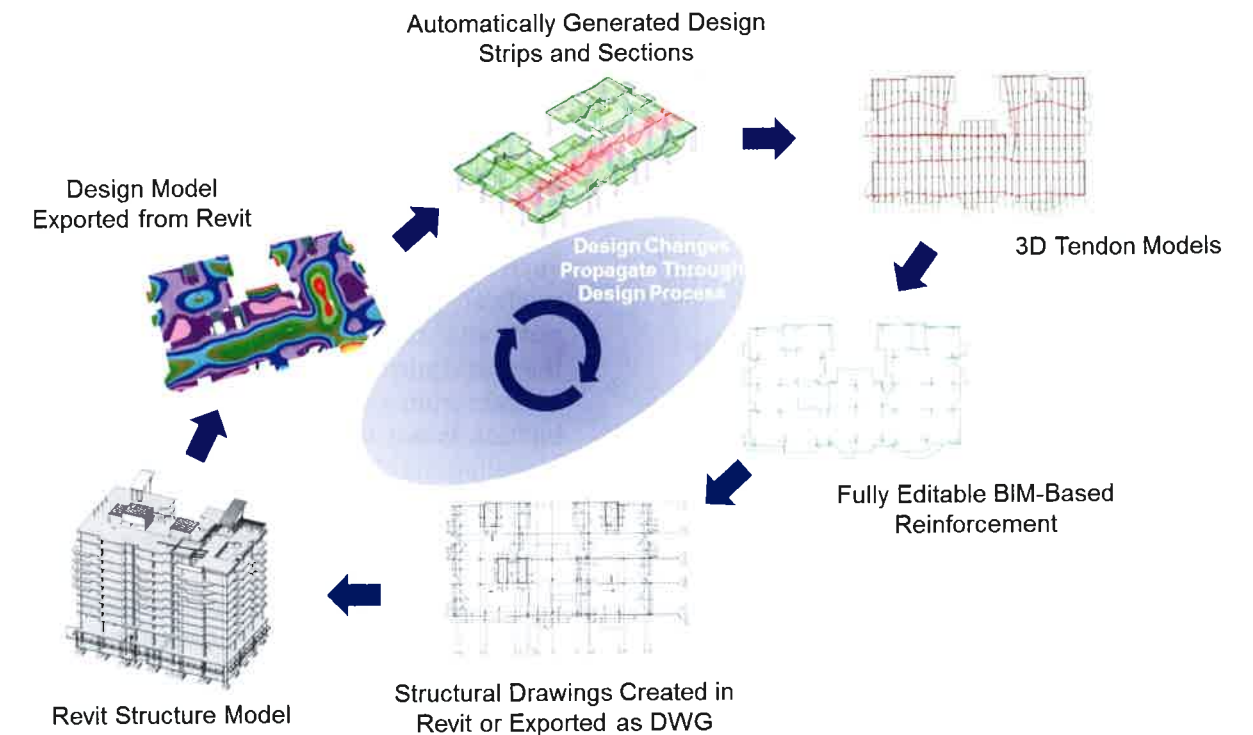 Automatically Generated Design
Strips and Sections
Design Model
Exported from Revit
3D Tendon Models
Design Changes
Propagate Through
Design Process
Fully Editable BIM-Based
Reinforcement
Structural Drawings Created in
Revit or Exported as DWG
Revit Structure Model